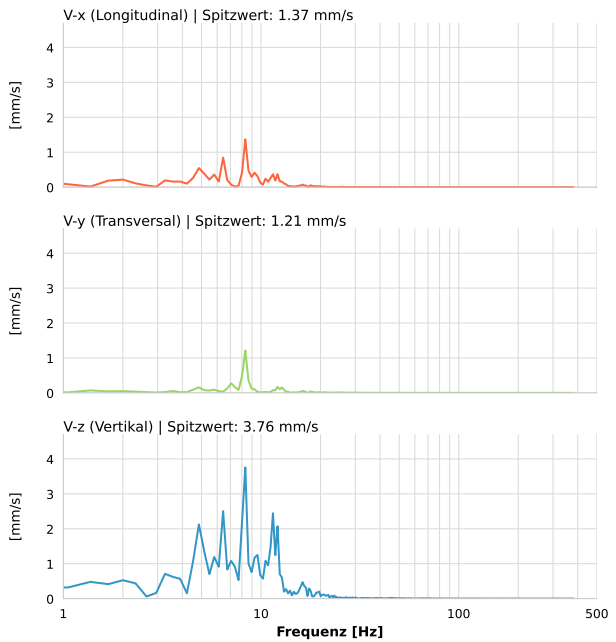 V-x (Longitudinal) | Spitzwert: 1.37 mm/s
4
3
2
1
0
[mm/s]
V-y (Transversal) | Spitzwert: 1.21 mm/s
4
3
2
1
0
[mm/s]
V-z (Vertikal) | Spitzwert: 3.76 mm/s
4
3
2
1
0
[mm/s]
1 10 100 500
Frequenz [Hz]